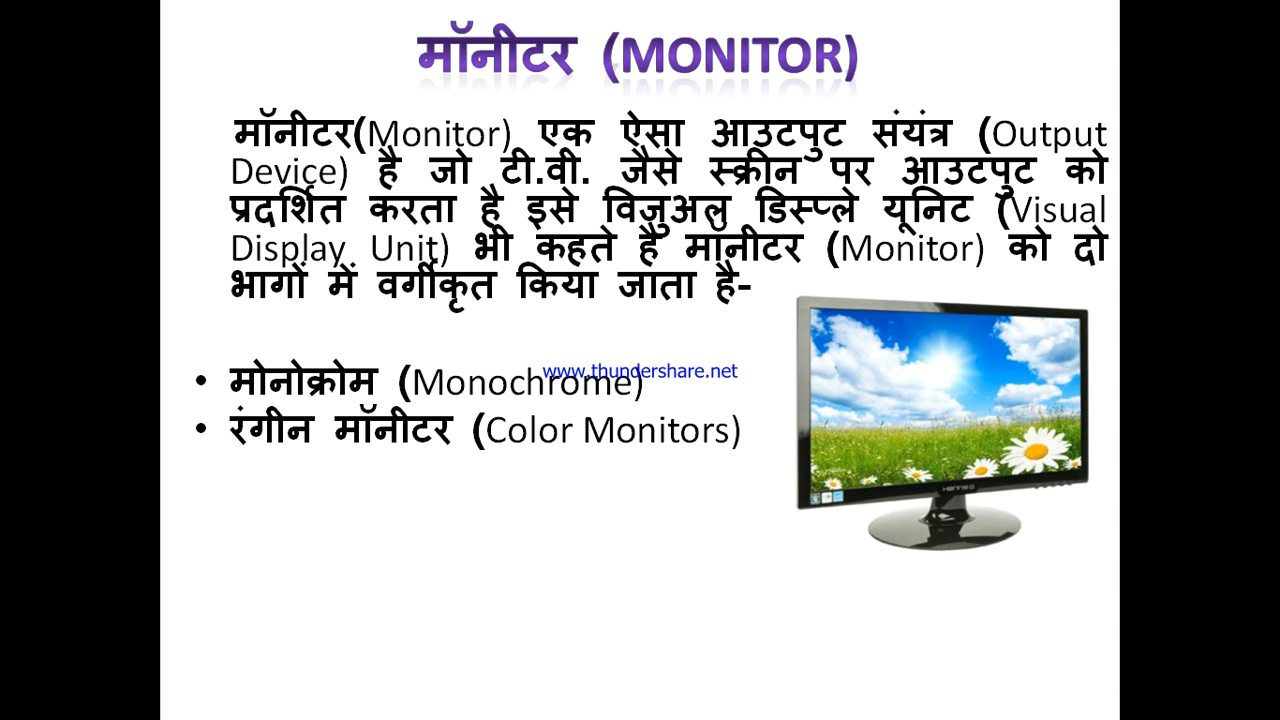 मॉनीटर (MONITOR)
मॉनीटर(Monitor) एक ऐसा आउटपुट संयंत्र (Output
Device) है जो टी.वी. जैसे स्क्रीन पर आउटपुट को
प्रदर्शित करता है इसे विजुअलु डिस्प्ले यूनिट (Visual
Display Unit) भी कहते हैं मॉनीटर (Monitor) को दो
भागों में वर्गीकृत किया जाता है-
• मोनोक्रोम (Monochrome)
www.thundershare.net
• रंगीन मॉनीटर (Color Monitors)